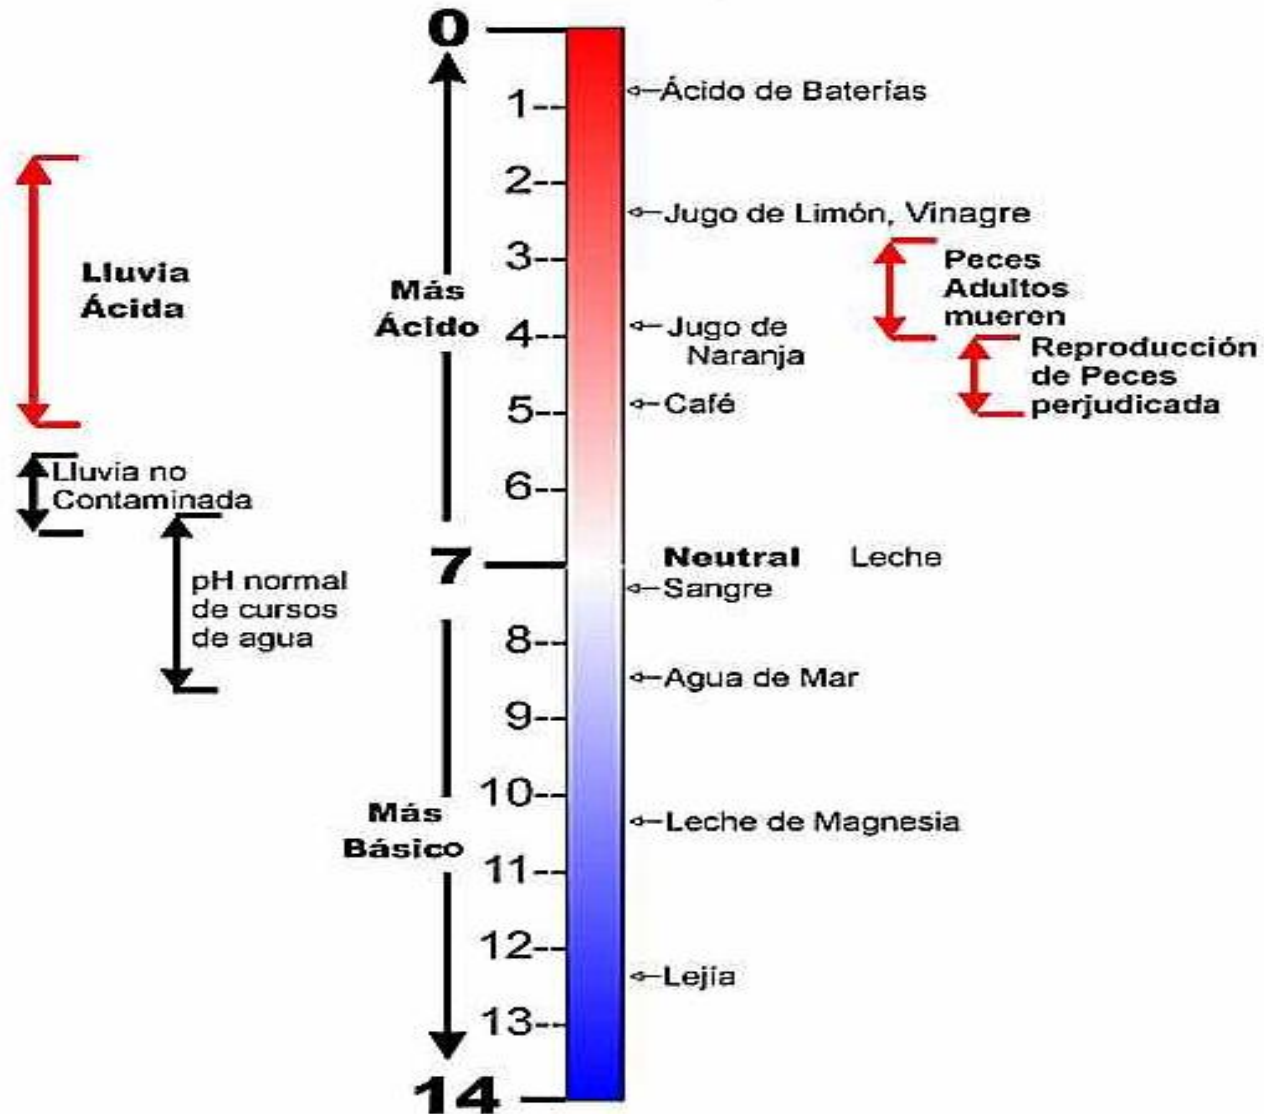 0
1--
Ácido de Baterías
2--
Jugo de Limón, Vinagre
3--
Peces
Adultos
mueren
Lluvia
Ácida
Más
Ácido
4--
Jugo de
Naranja
Reproducción
de Peces
perjudicada
5--
Café
Lluvia no
Contaminada
6--
7
Neutral Leche
Sangre
pH normal
de cursos
de agua
8--
Agua de Mar
9--
10--
Más
Básico
Leche de Magnesia
11--
12--
Lejía
13--
14